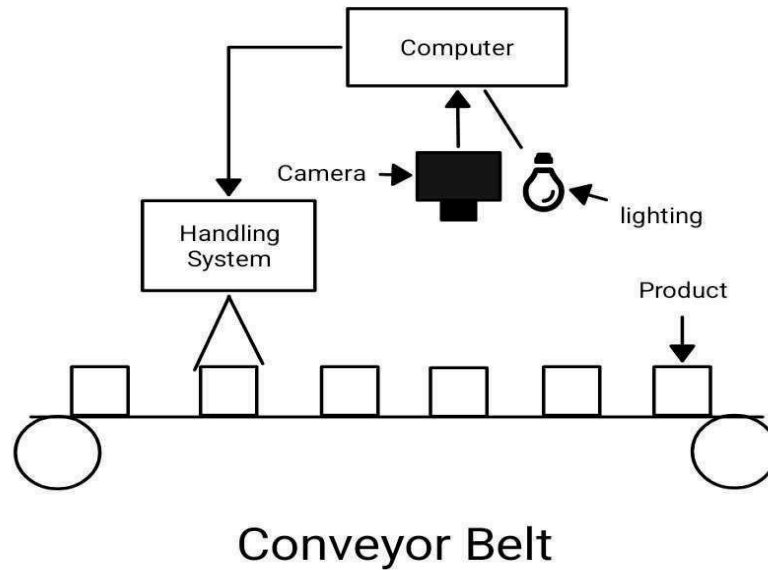 Computer
Camera
lighting
Handling
System
Product
Conveyor Belt